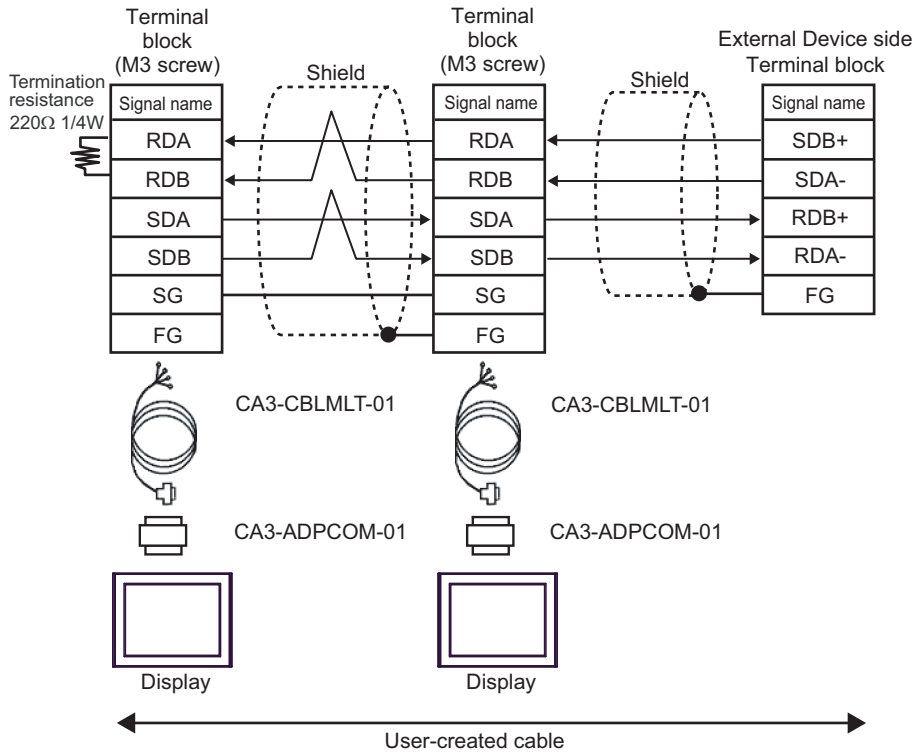 Terminal
block
(M3 screw)
Terminal
block
(M3 screw)
External Device side
Terminal block
Shield
Shield
Termination
resistance
220Ω 1/4W
Signal name
RDA
RDB
SDA
SDB
SG
FG
Signal name
RDA
RDB
SDA
SDB
SG
FG
Signal name
SDB+
SDA-
RDB+
RDA-
FG
CA3-CBLMLT-01
CA3-CBLMLT-01
CA3-ADPCOM-01
CA3-ADPCOM-01
Display
Display
User-created cable